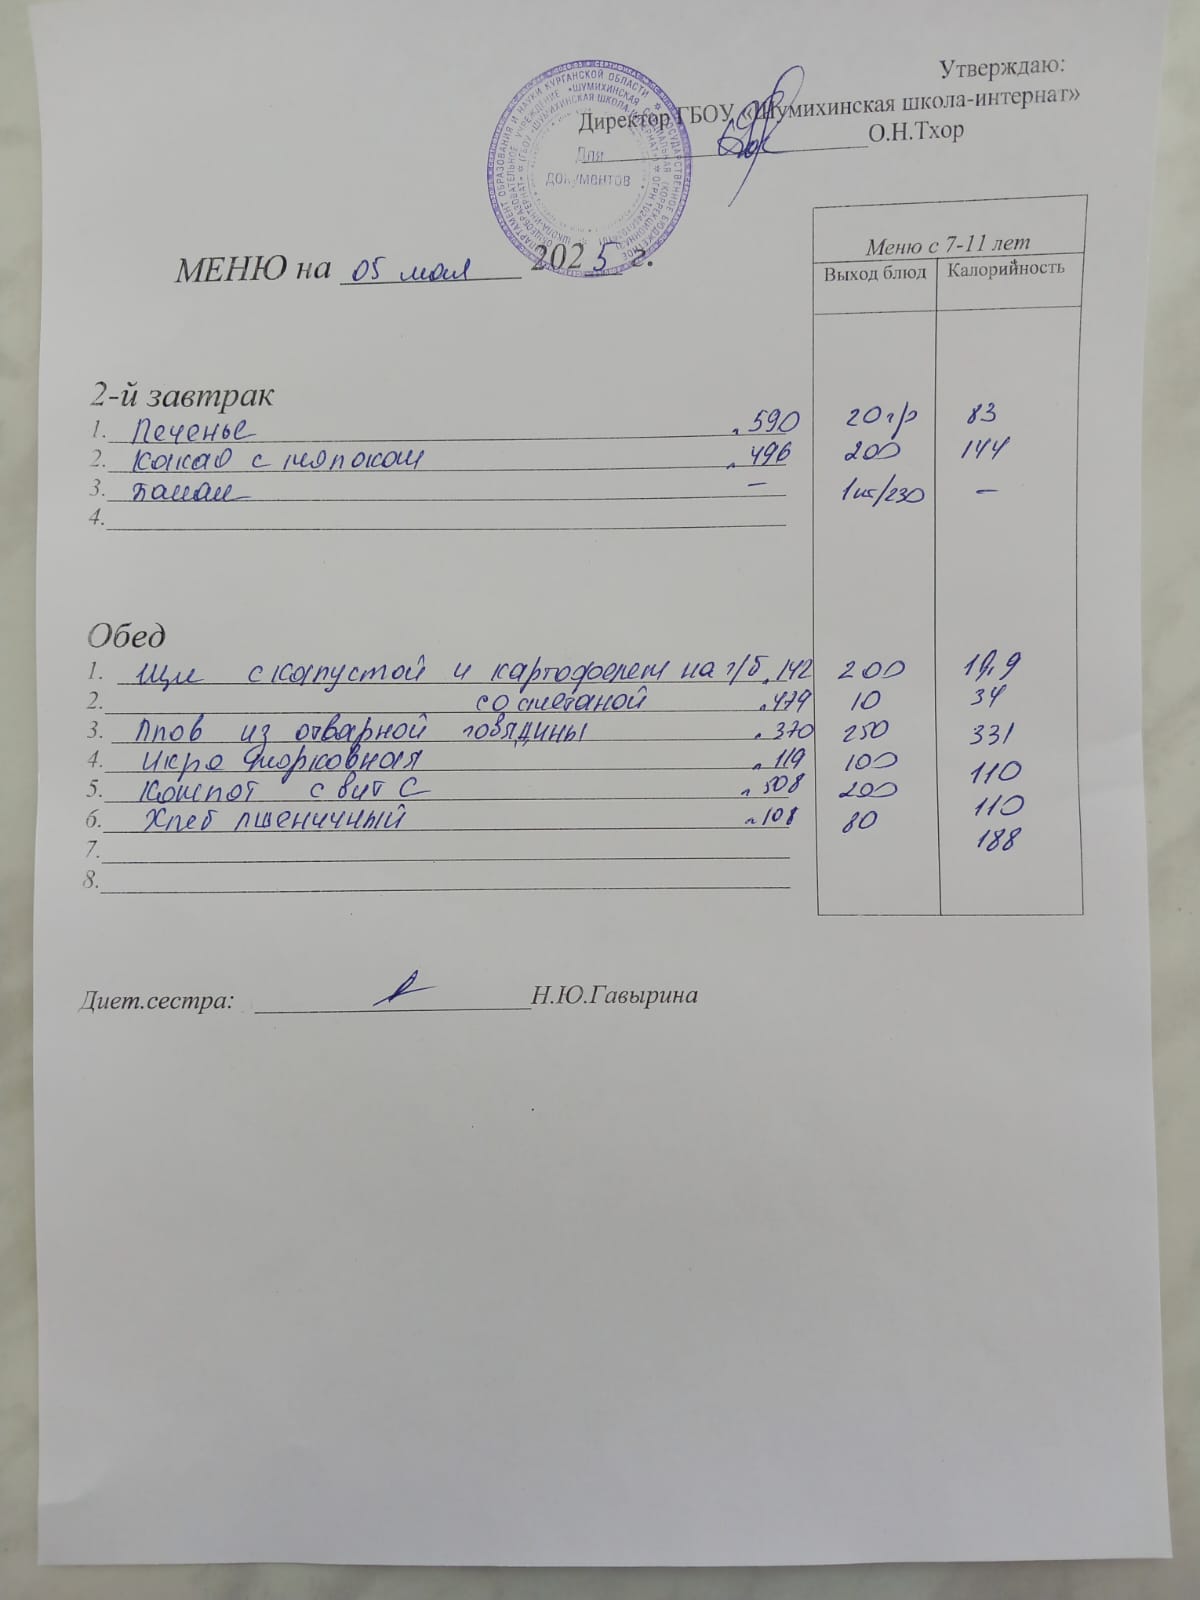 Утверждаю:
Директор ГБОУ «Шумихинская школа-интернат»
О.Н.Тхор
Для
документов
МЕНЮ на 05 мая 2025 г.
Меню с 7-11 лет
Выход блюд Калорийность
2-й завтрак
1. Печенье 590 20 гр 83
2. Какао с молоком 496 200 144
3. Банан – 1шт/230 –
4.
Обед
1. Щи с капустой и картофелем на г/б 142 200
2. со сметаной 479 10 34
3. Плов из отварной говядины 370 250 331
4. Икра морковная 119 100 110
5. Компот с вит С 508 200 110
6. Хлеб пшеничный 108 80 188
7.
8.
Диет.сестра: Н.Ю.Гавырина